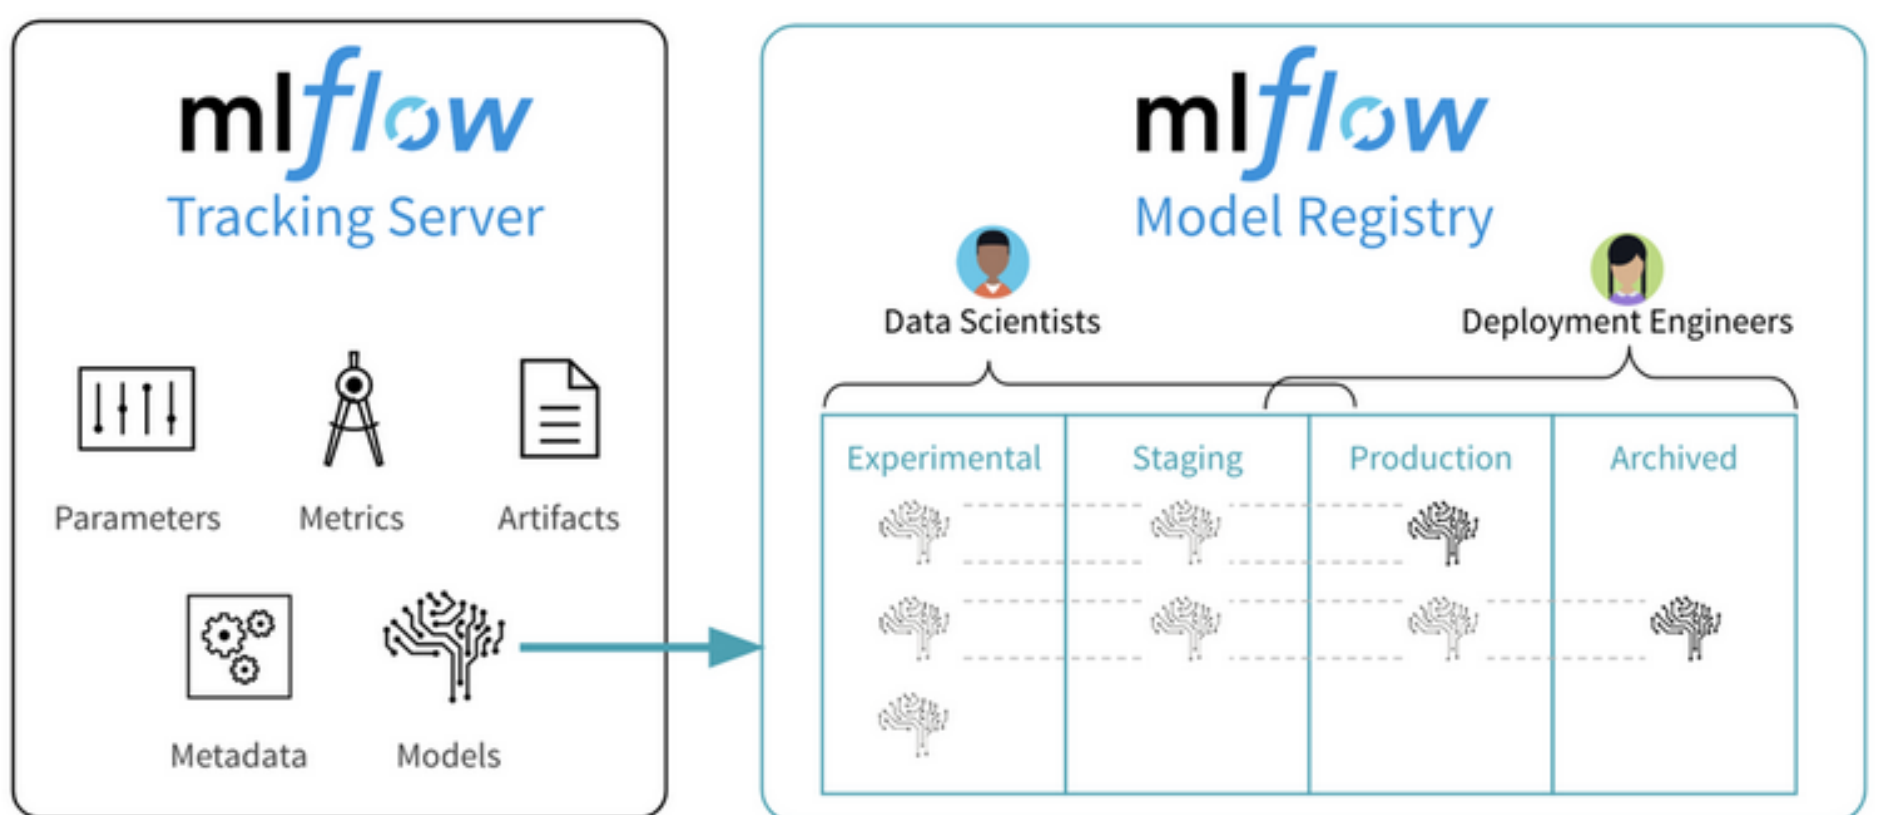 mlflow
Tracking Server
Parameters
Metrics
Artifacts
Metadata
Models
mlflow
Model Registry
Data Scientists
Deployment Engineers
Experimental
Staging
Production
Archived